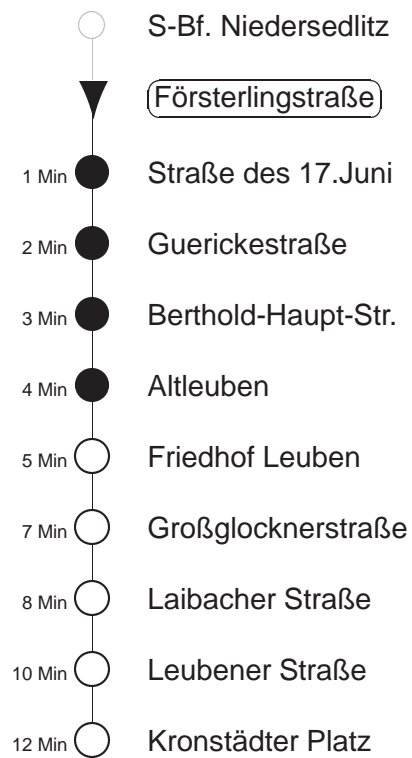 S-Bf. Niedersedlitz
Försterlingstraße
1 Min Straße des 17.Juni
2 Min Guerickestraße
3 Min Berthold-Haupt-Str.
4 Min Altleuben
5 Min Friedhof Leuben
7 Min Großglocknerstraße
8 Min Laibacher Straße
10 Min Leubener Straße
12 Min Kronstädter Platz